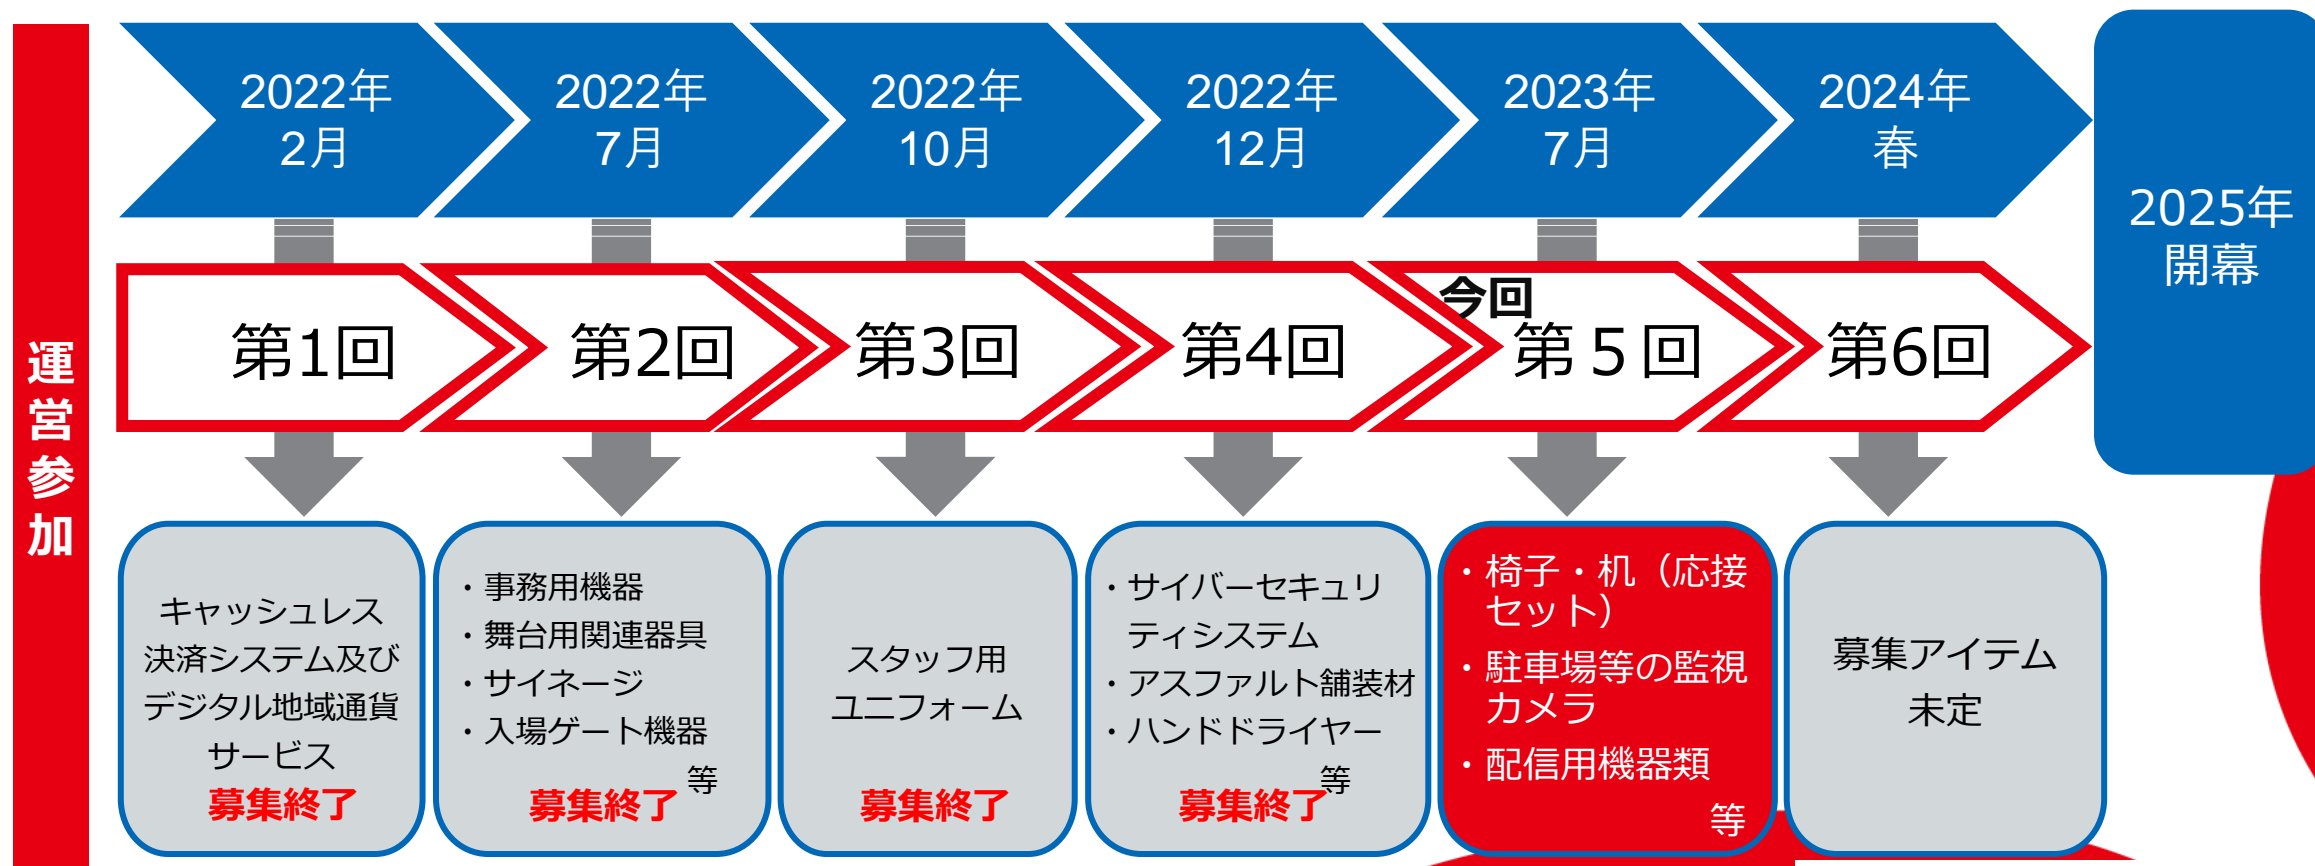 運営参加
2022年
2月
2022年
7月
2022年
10月
2022年
12月
2023年
7月
2024年
春
2025年
開幕
第1回
第2回
第3回
第4回
今回
第５回
第6回
キャッシュレス
決済システム及び
デジタル地域通貨
サービス
募集終了
・事務用機器
・舞台用関連器具
・サイネージ
・入場ゲート機器
等
募集終了
スタッフ用
ユニフォーム
募集終了
・サイバーセキュリ
ティシステム
・アスファルト舗装材
・ハンドドライヤー
等
募集終了
・椅子・机（応接
セット）
・駐車場等の監視
カメラ
・配信用機器類
等
募集アイテム
未定